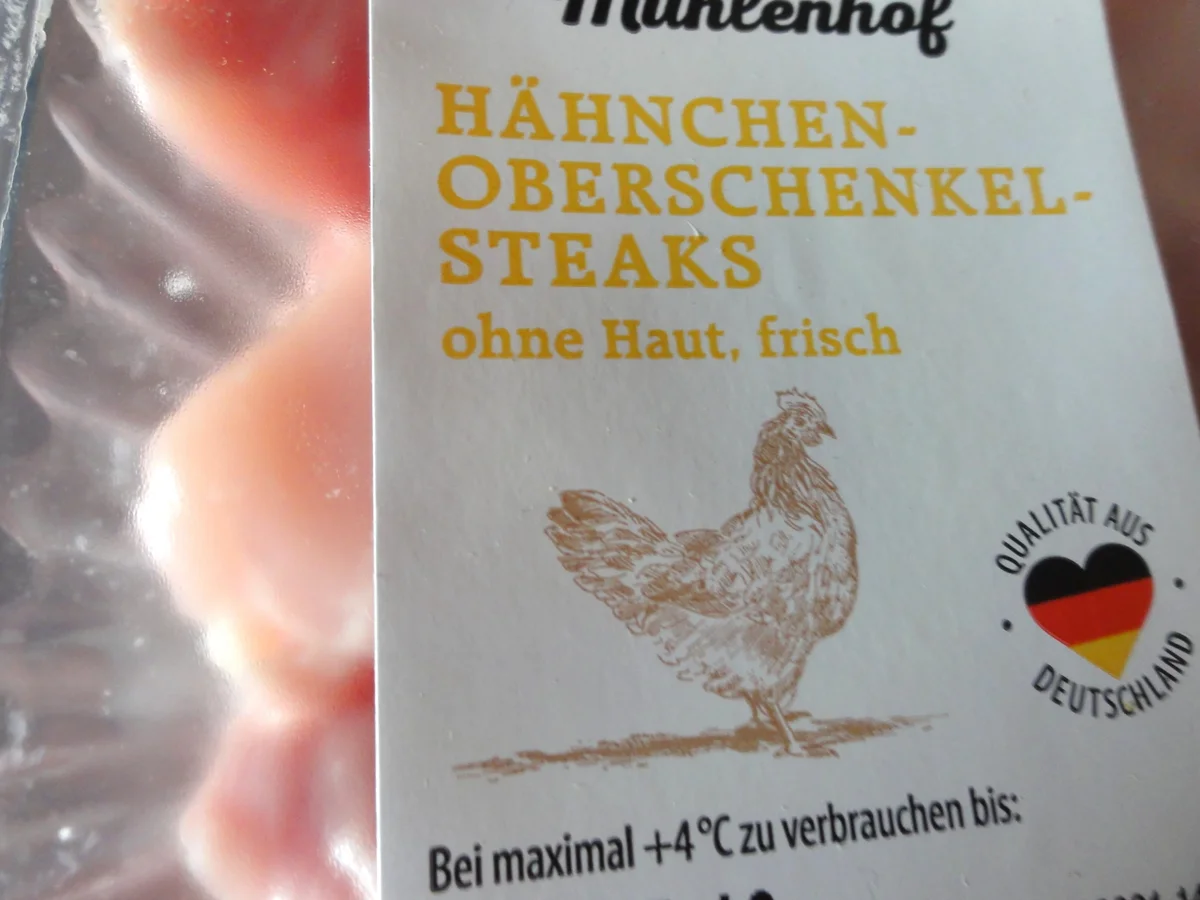 Mühlenhof
HÄHNCHEN-
OBERSCHENKEL-
STEAKS
ohne Haut, frisch
QUALITÄT AUS
DEUTSCHLAND
Bei maximal +4°C zu verbrauchen bis: